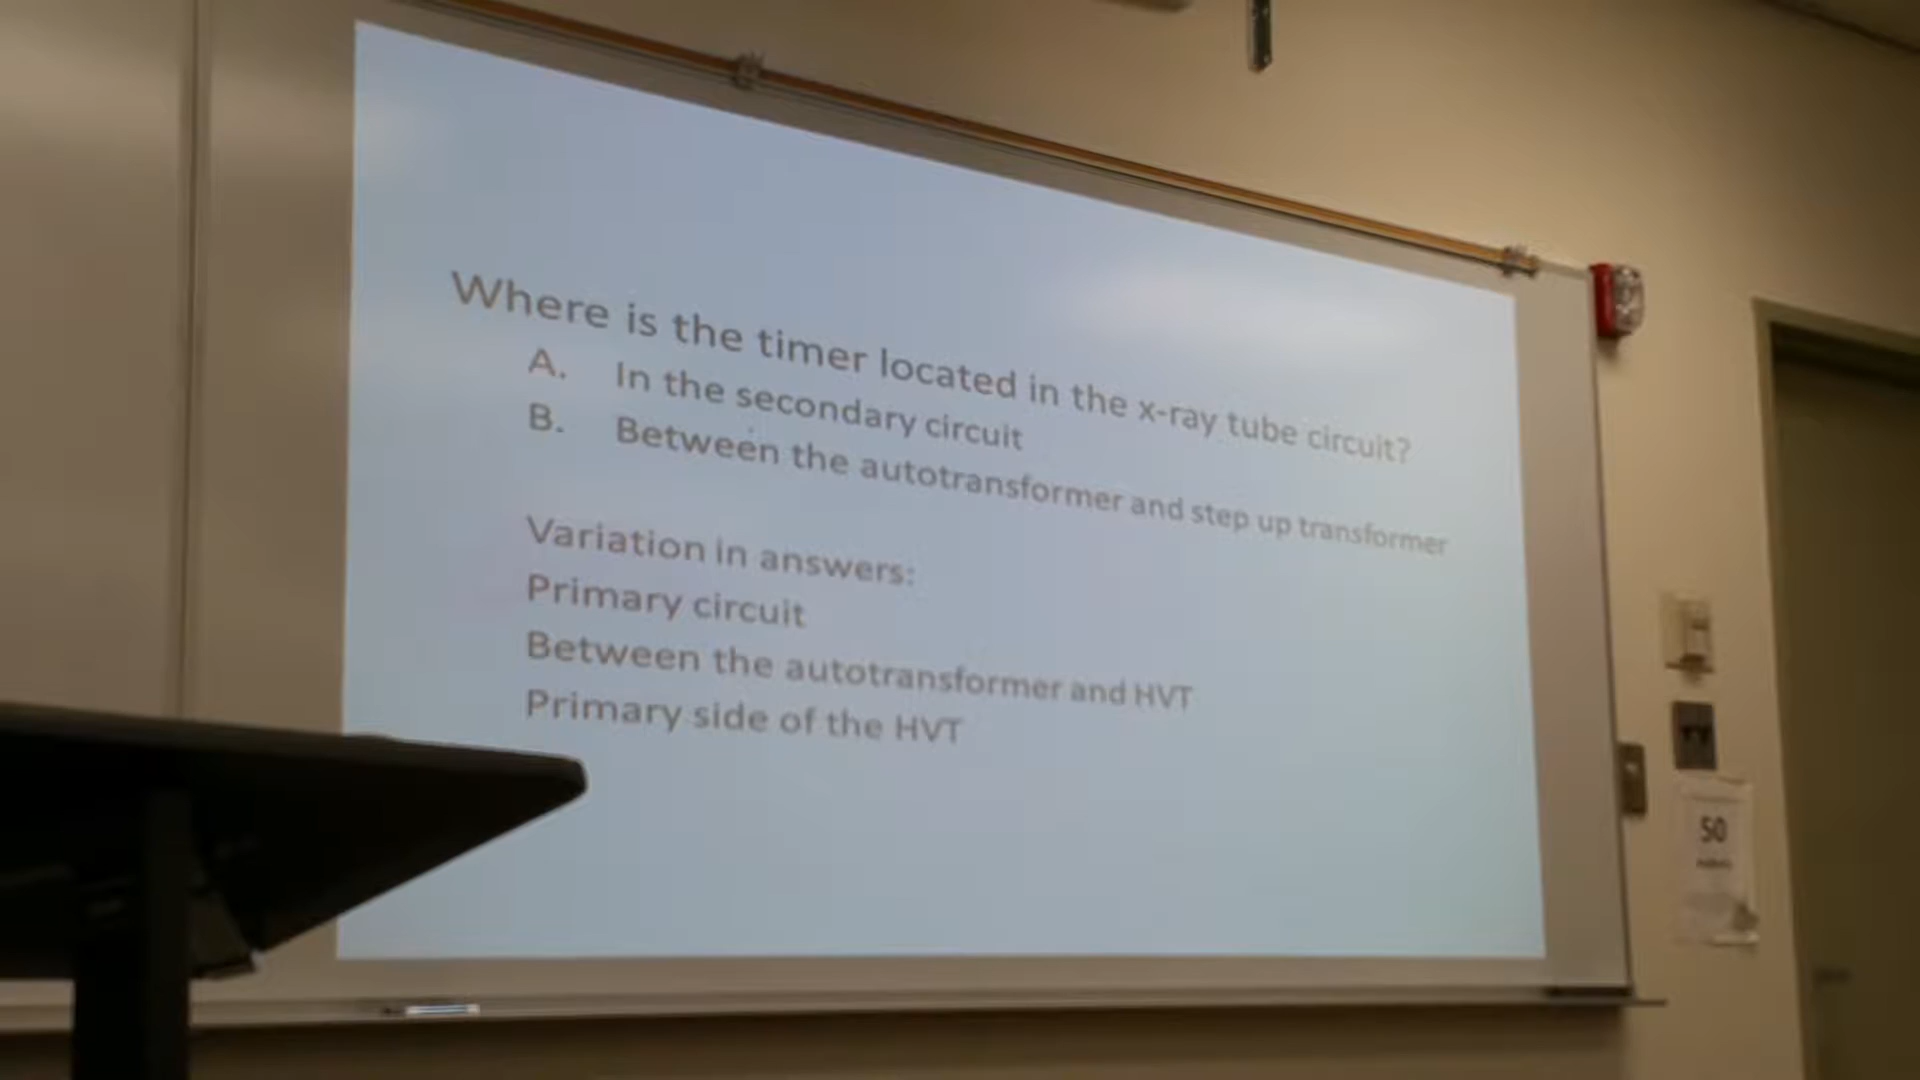 Where is the timer located in the x-ray tube circuit?
A. In the secondary circuit
B. Between the autotransformer and step up transformer
Variation in answers:
Primary circuit
Between the autotransformer and HVT
Primary side of the HVT
50